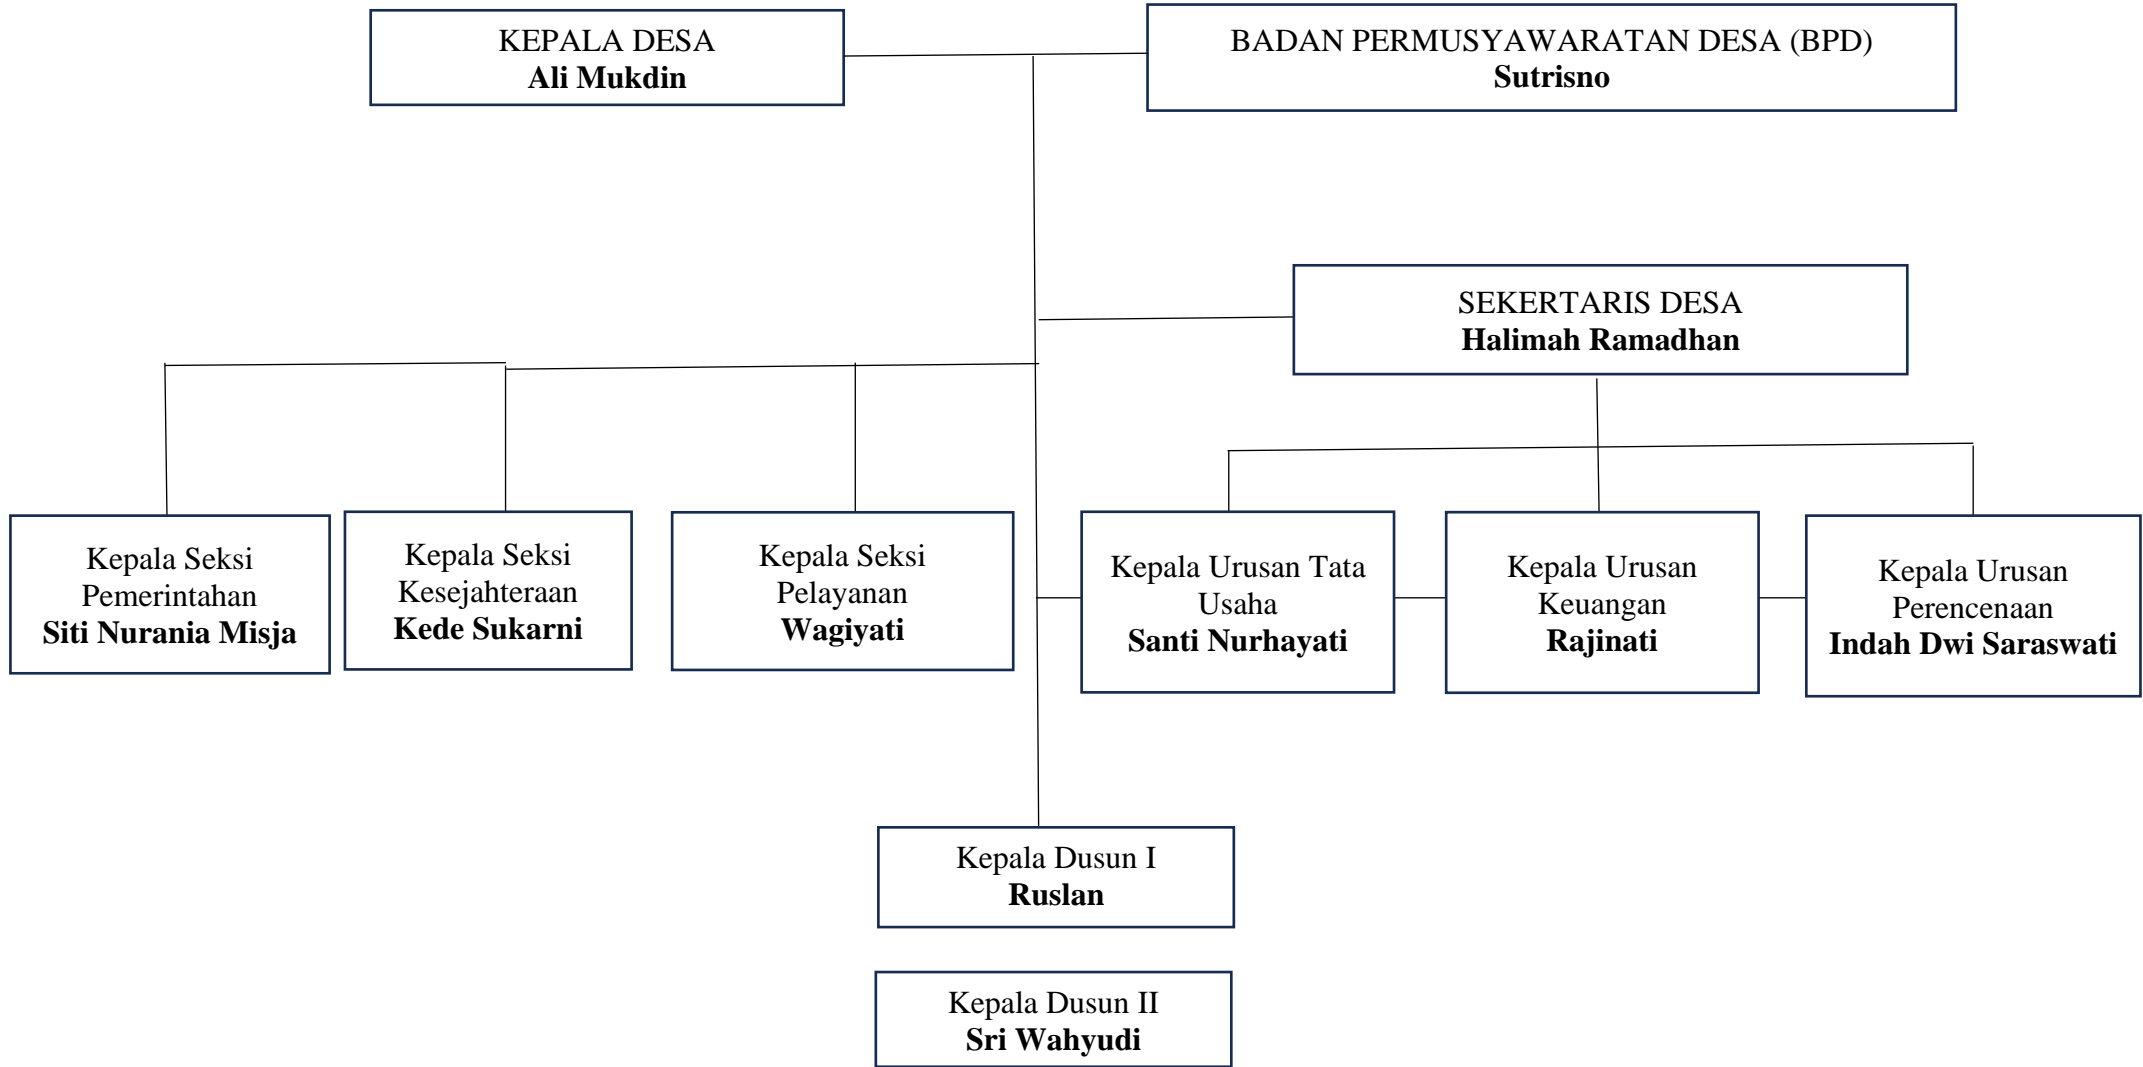 KEPALA DESA
Ali Mukdin
BADAN PERMUSYAWARATAN DESA (BPD)
Sutrisno
SEKERTARIS DESA
Halimah Ramadhan
Kepala Seksi
Pemerintahan
Siti Nurania Misja
Kepala Seksi
Kesejahteraan
Kede Sukarni
Kepala Seksi
Pelayanan
Wagiyati
Kepala Urusan Tata
Usaha
Santi Nurhayati
Kepala Urusan
Keuangan
Rajinati
Kepala Urusan
Perencenaan
Indah Dwi Saraswati
Kepala Dusun I
Ruslan
Kepala Dusun II
Sri Wahyudi